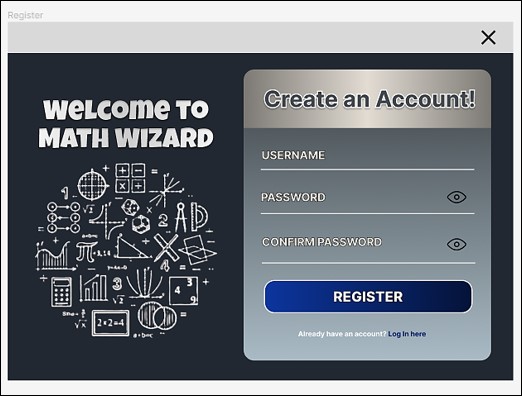 Register
Welcome To
MATH WIZARD
Create an Account!
USERNAME
PASSWORD
CONFIRM PASSWORD
REGISTER
Already have an account? Log In here
2×2=4